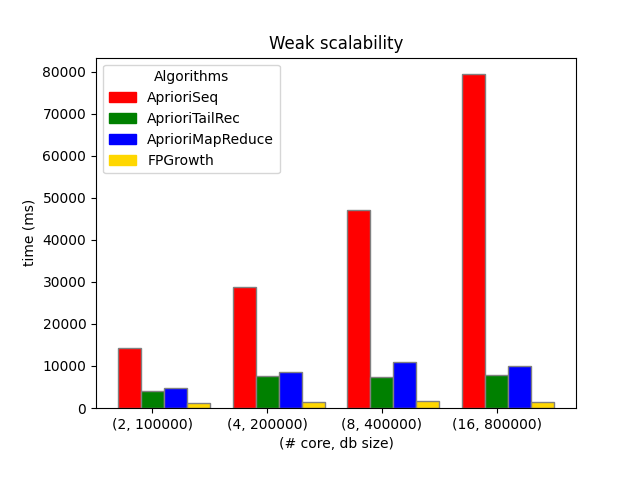 Weak scalability
Algorithms
AprioriSeq
AprioriTailRec
AprioriMapReduce
FPGrowth
time (ms)
80000
70000
60000
50000
40000
30000
20000
10000
0
(2, 100000) (4, 200000) (8, 400000) (16, 800000)
(# core, db size)